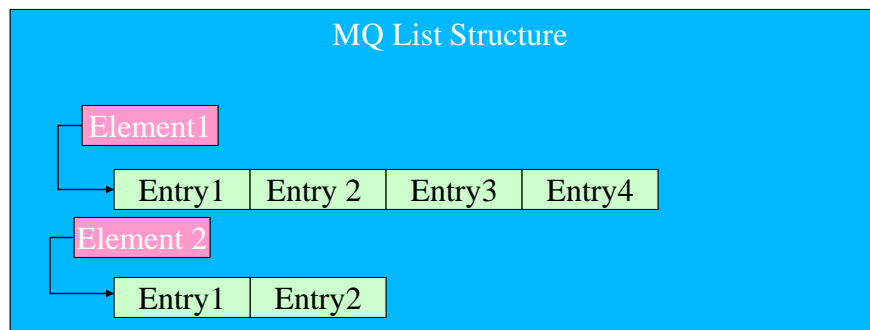 MQ List Structure
Element1
Entry1 Entry 2 Entry3 Entry4
Element 2
Entry1 Entry2